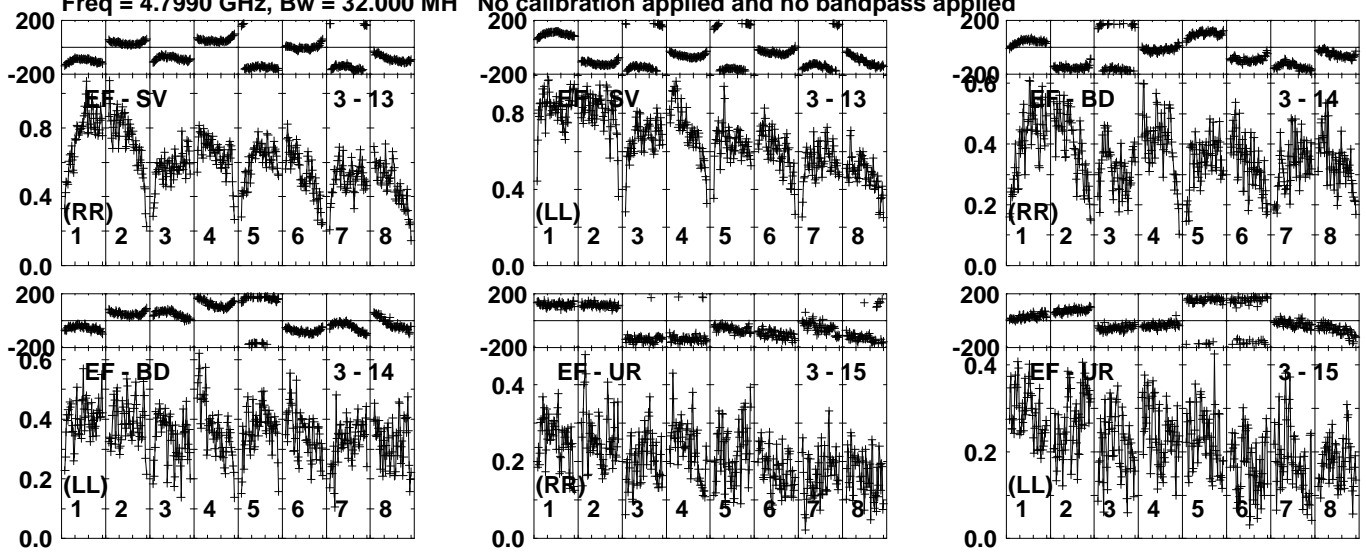 Freq = 4.7990 GHz, Bw = 32.000 MH No calibration applied and no bandpass applied
200 200 200
-200 -200 -200
EF - SV 3 - 13 EF - SV 3 - 13 0.6 EF - BD 3 - 14
0.8 0.8 0.4
0.4 0.4 0.2
(RR) (LL) (RR)
1 2 3 4 5 6 7 8 1 2 3 4 5 6 7 8 1 2 3 4 5 6 7 8
0.0 0.0 0.0
200 200 200
-200 -200 -200
0.6 EF - BD 3 - 14 EF - UR 3 - 15 0.4 EF - UR 3 - 15
0.4 0.4
0.2 0.2 0.2
(LL) (RR) (LL)
1 2 3 4 5 6 7 8 1 2 3 4 5 6 7 8 1 2 3 4 5 6 7 8
0.0 0.0 0.0